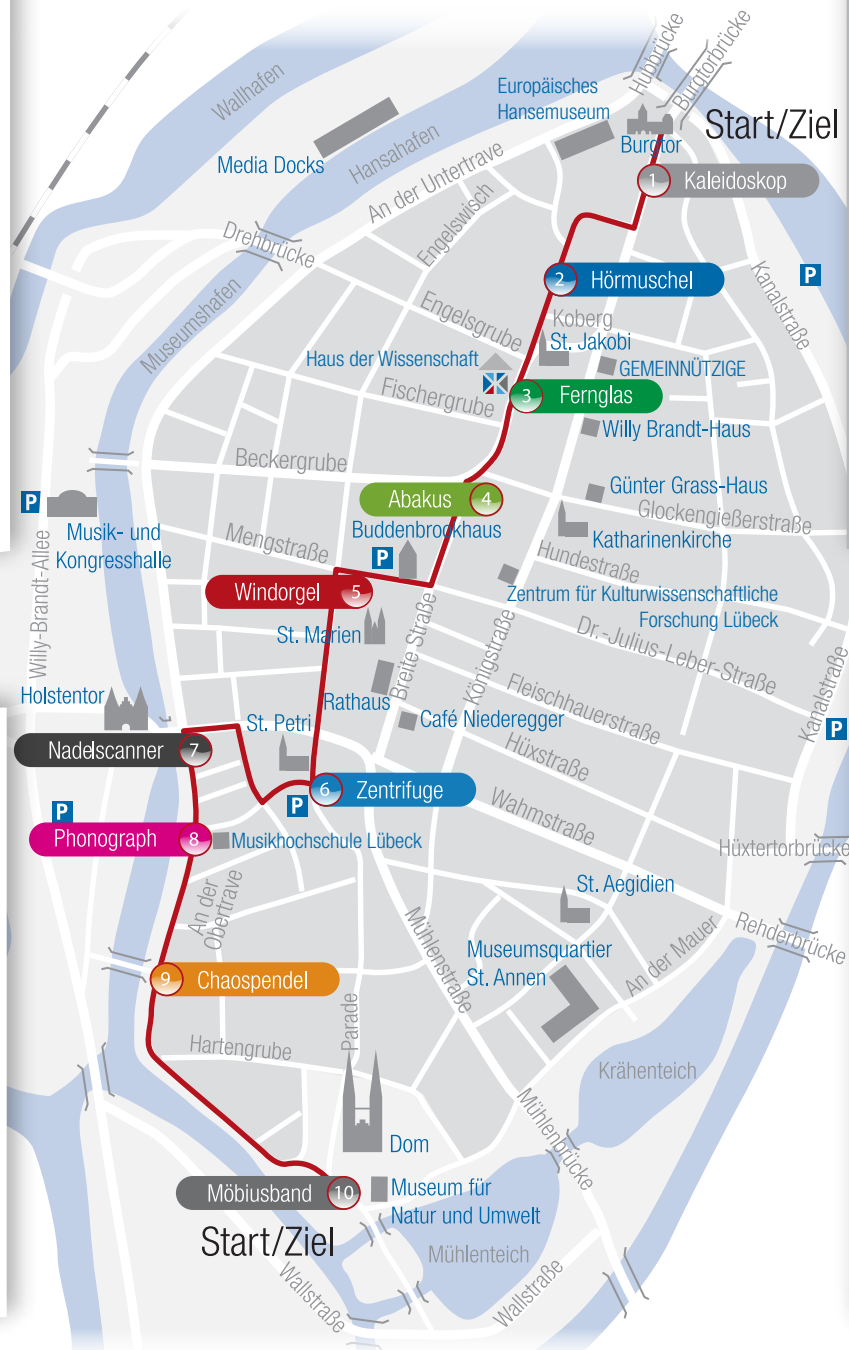 Wallhafen
Hubbrücke
Burgtorbrücke
Europäisches
Hansemuseum
Start/Ziel
Burgtor
Media Docks
Hansahafen
1 Kaleidoskop
An der Untertrave
Engelswisch
Drehbrücke
2 Hörmuschel
P
Kanalstraße
Museumshafen
Engelsgrube
Koberg
St. Jakobi
Haus der Wissenschaft
GEMEINNÜTZIGE
Fischergrube
3 Fernglas
Willy Brandt-Haus
Beckergrube
Abakus 4
Günter Grass-Haus
Glockengießerstraße
P
Musik- und
Kongresshalle
Mengstraße
Buddenbrookhaus
P
Katharinenkirche
Hundestraße
Willy-Brandt-Allee
Windorgel 5
Zentrum für Kulturwissenschaftliche
Forschung Lübeck
St. Marien
Breite Straße
Königstraße
Dr.-Julius-Leber-Straße
Kanalstraße
Holstentor
Rathaus
Fleischhauerstraße
St. Petri
Café Niederegger
P
Nadelscanner 7
Hüxstraße
6 Zentrifuge
P
Wahmstraße
P
Phonograph 8
Musikhochschule Lübeck
Hüxtertorbrücke
An der
Obertrave
St. Aegidien
Mühlenstraße
Museumsquartier
St. Annen
An der Mauer
Rehderbrücke
9 Chaospendel
Parade
Hartengrube
Krähenteich
Dom
Mühlenbrücke
Möbiusband 10
Museum für
Natur und Umwelt
Start/Ziel
Mühlenteich
Wallstraße
Wallstraße